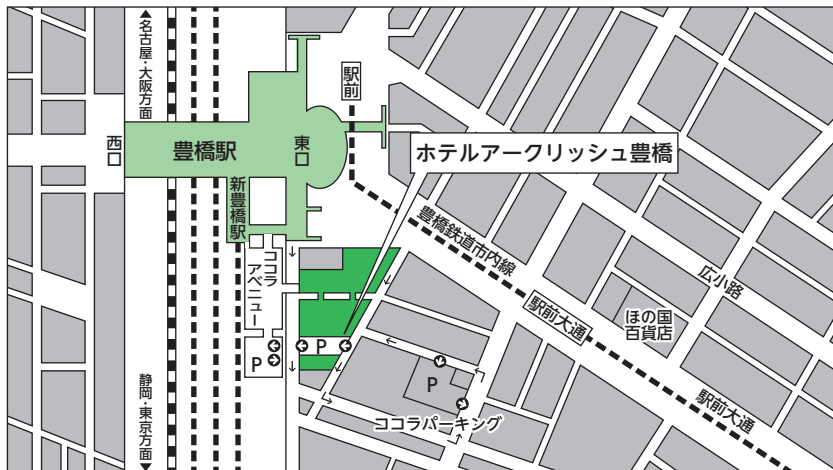 ▲名古屋・大阪方面
西口
豊橋駅
東口
駅前
新豊橋駅
ホテルアークリッシュ豊橋
豊橋鉄道市内線
広小路
ココラ
アベニュー
駅前大通
ほの国
百貨店
P
P
P
ココラパーキング
駅前大通
静岡・東京方面▼